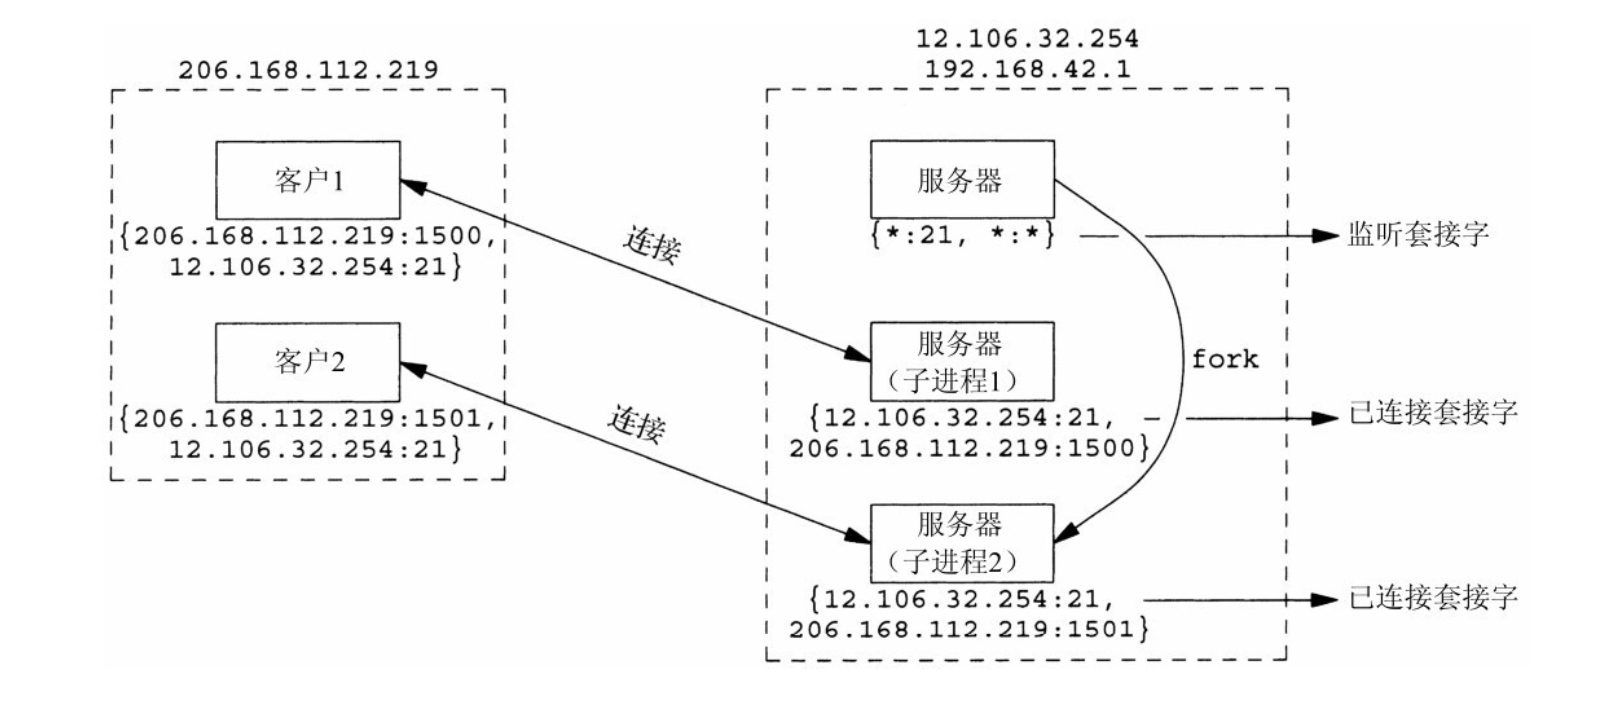 206.168.112.219
客户1
{206.168.112.219:1500,
12.106.32.254:21}
客户2
{206.168.112.219:1501,
12.106.32.254:21}
连接
连接
12.106.32.254
192.168.42.1
服务器
{*:21, *:*}
监听套接字
服务器
（子进程1）
{12.106.32.254:21,
206.168.112.219:1500}
fork
已连接套接字
服务器
（子进程2）
{12.106.32.254:21,
206.168.112.219:1501}
已连接套接字